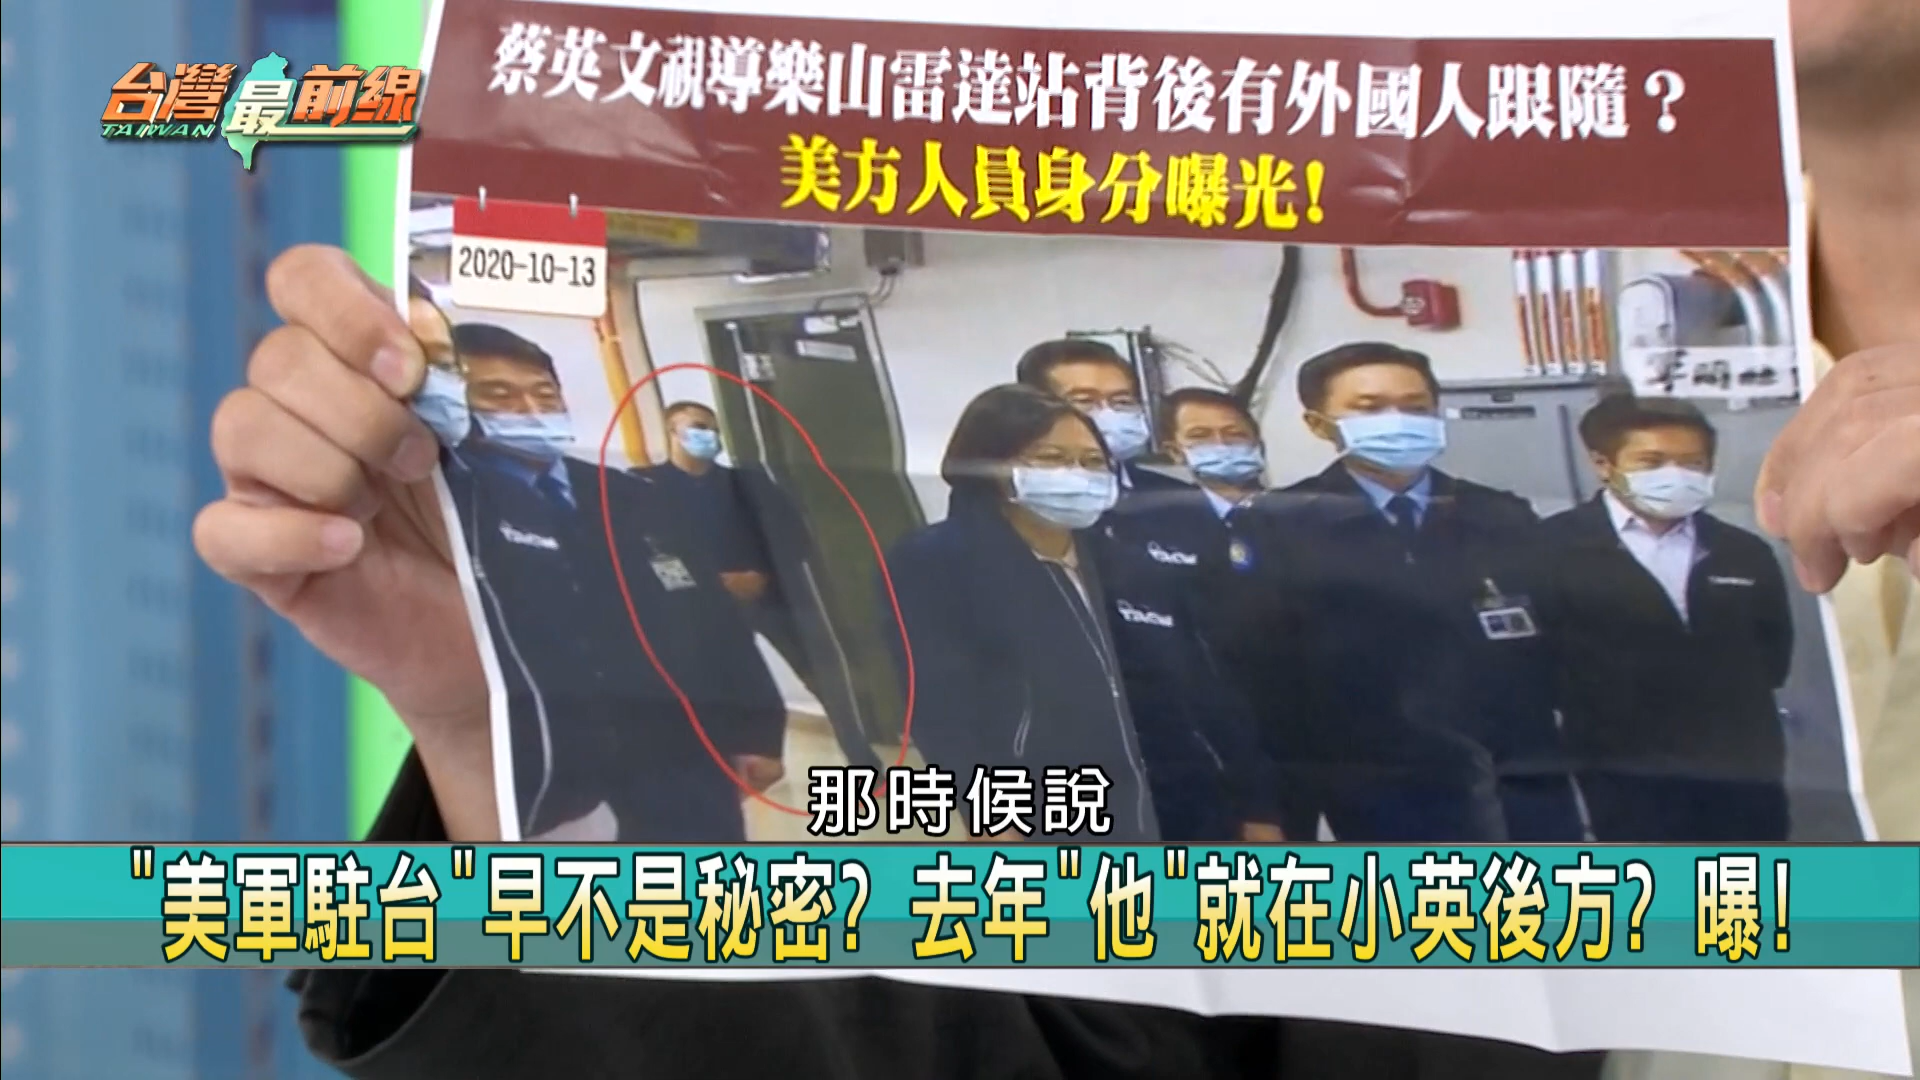 台灣最前線
TAIWAN
蔡英文視導樂山雷達站背後有外國人跟隨？
美方人員身分曝光!
2020-10-13
軍聞社
那時候說
"美軍駐台"早不是秘密? 去年"他"就在小英後方? 曝!